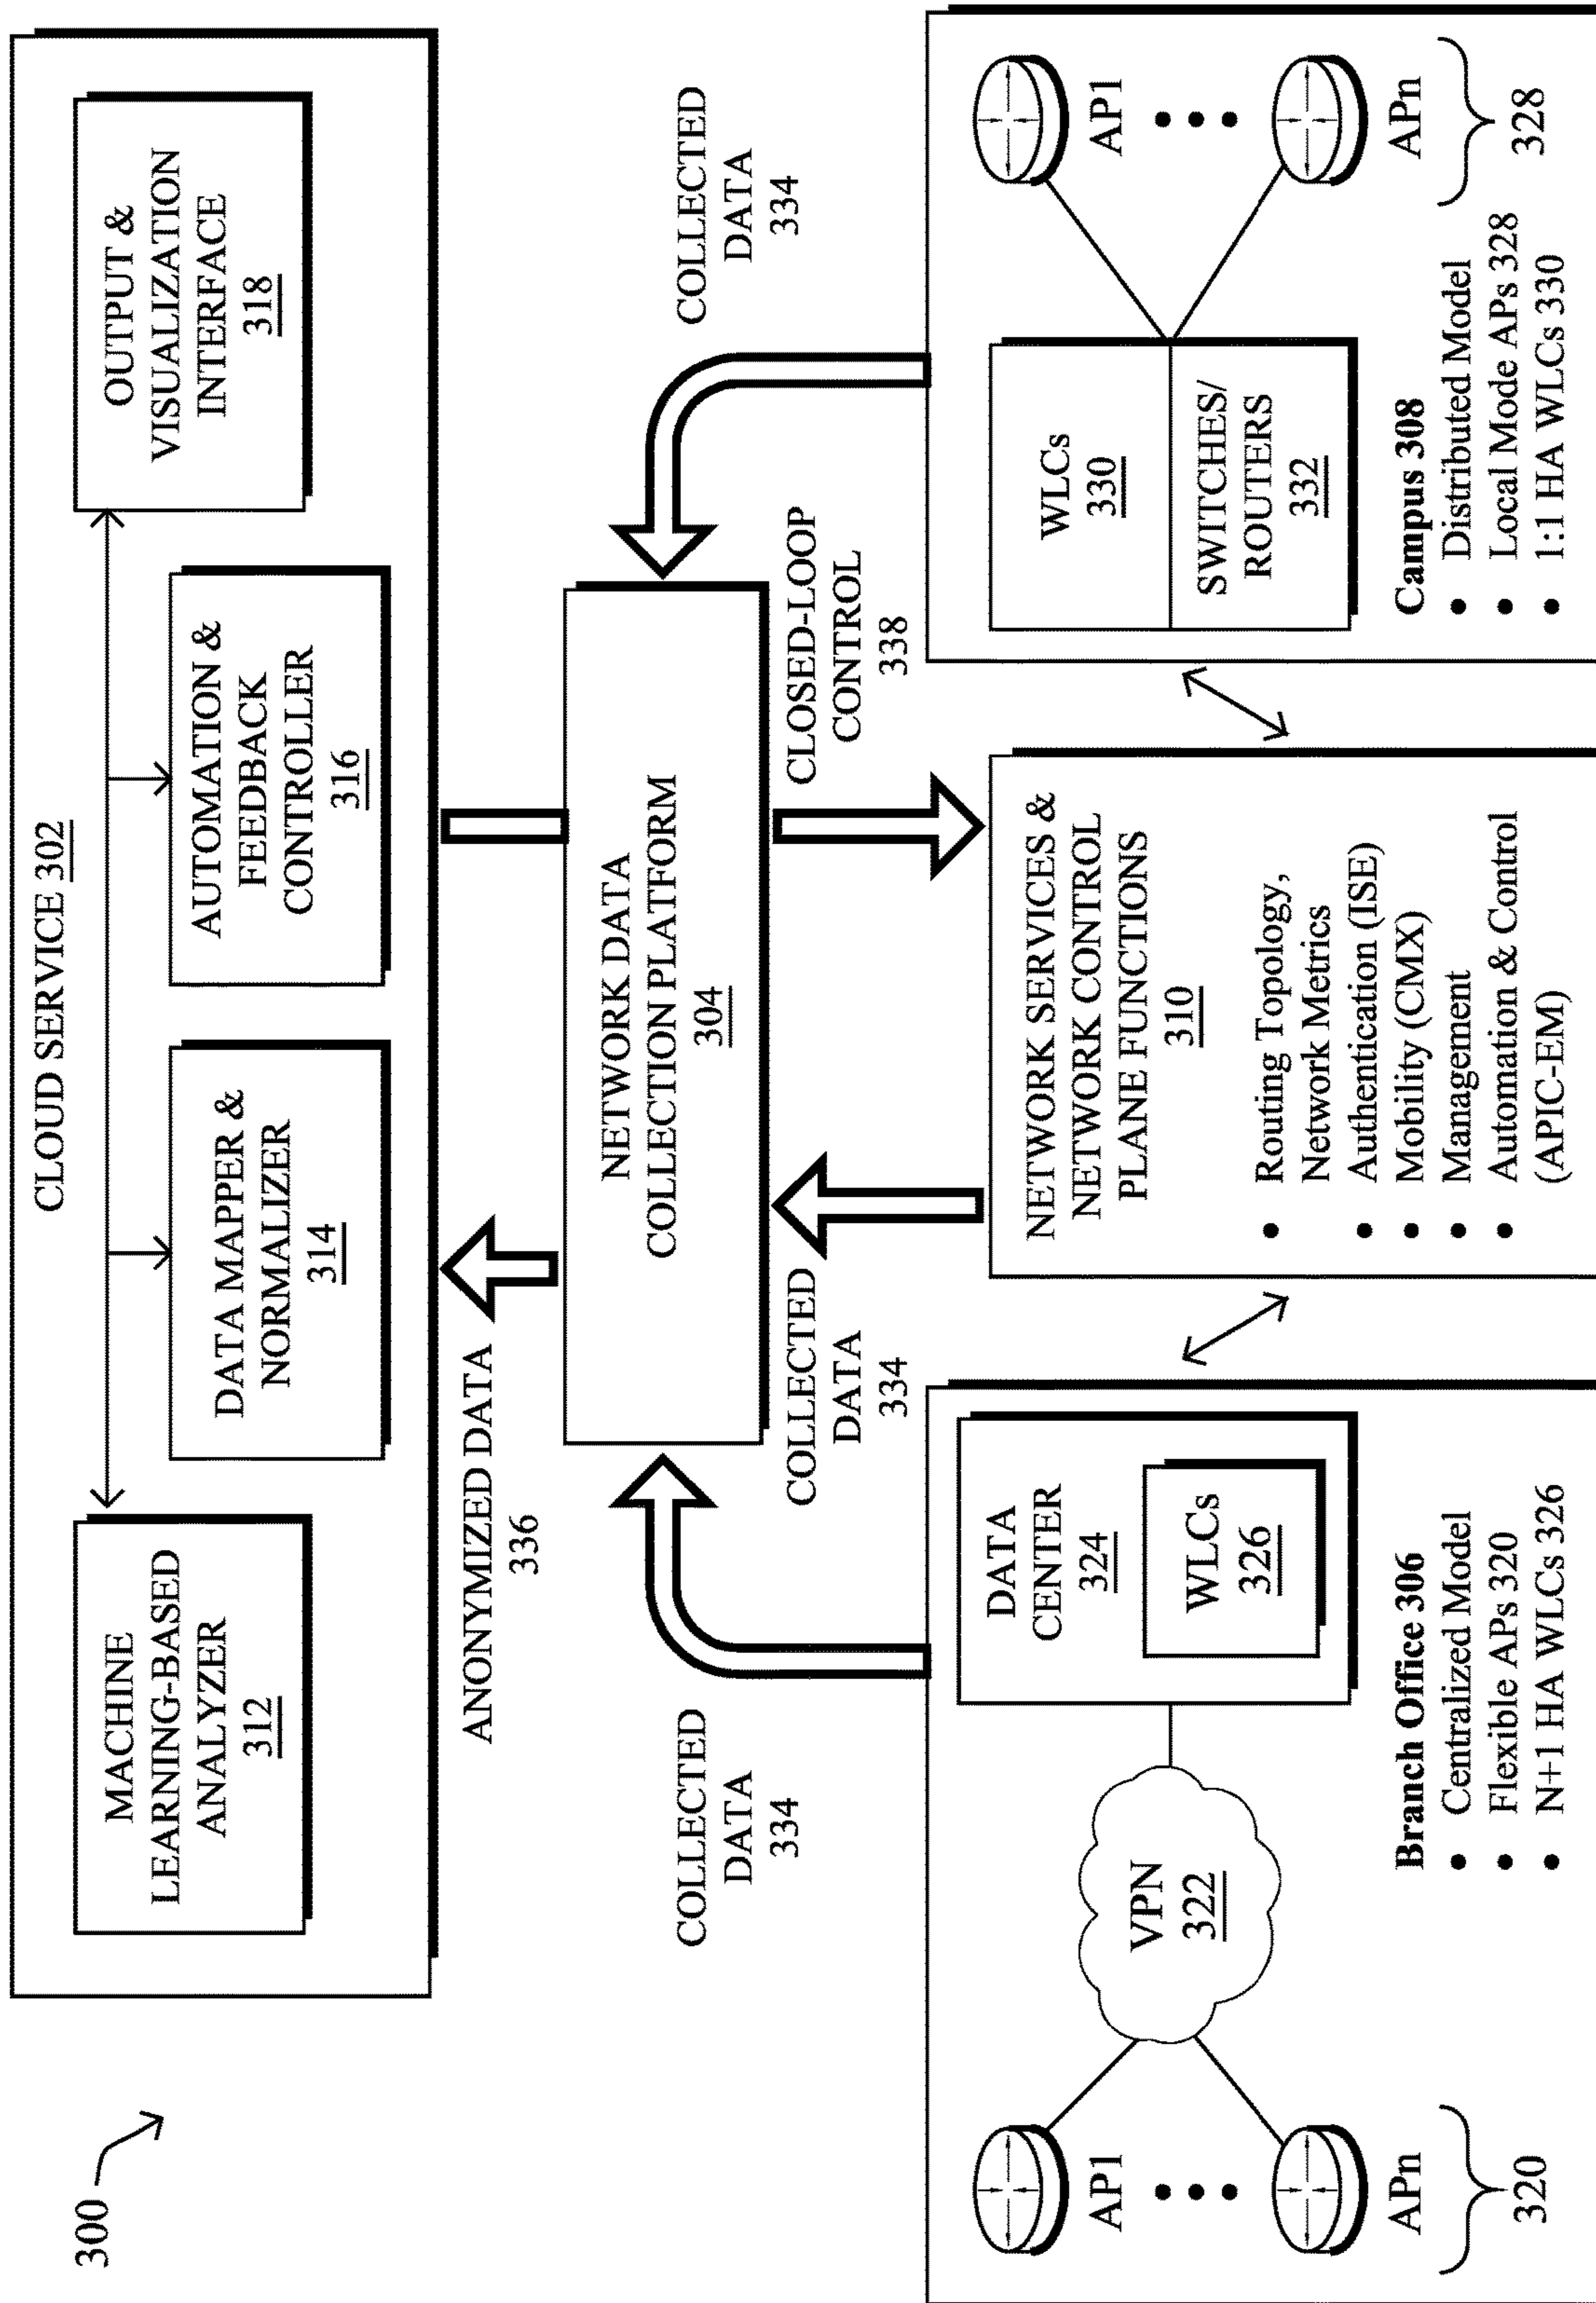 300
CLOUD SERVICE 302
MACHINE
LEARNING-BASED
ANALYZER
312
DATA MAPPER &
NORMALIZER
314
AUTOMATION &
FEEDBACK
CONTROLLER
316
OUTPUT &
VISUALIZATION
INTERFACE
318
ANONYMIZED DATA
336
COLLECTED
DATA
334
NETWORK DATA
COLLECTION PLATFORM
304
COLLECTED
DATA
334
COLLECTED
DATA
334
CLOSED-LOOP
CONTROL
338
AP1
APn
320
VPN
322
DATA
CENTER
324
WLCs
326
Branch Office 306
• Centralized Model
• Flexible APs 320
• N+1 HA WLCs 326
NETWORK SERVICES &
NETWORK CONTROL
PLANE FUNCTIONS
310
• Routing Topology,
Network Metrics
• Authentication (ISE)
• Mobility (CMX)
• Management
• Automation & Control
(APIC-EM)
WLCs
330
SWITCHES/
ROUTERS
332
AP1
APn
328
Campus 308
• Distributed Model
• Local Mode APs 328
• 1:1 HA WLCs 330